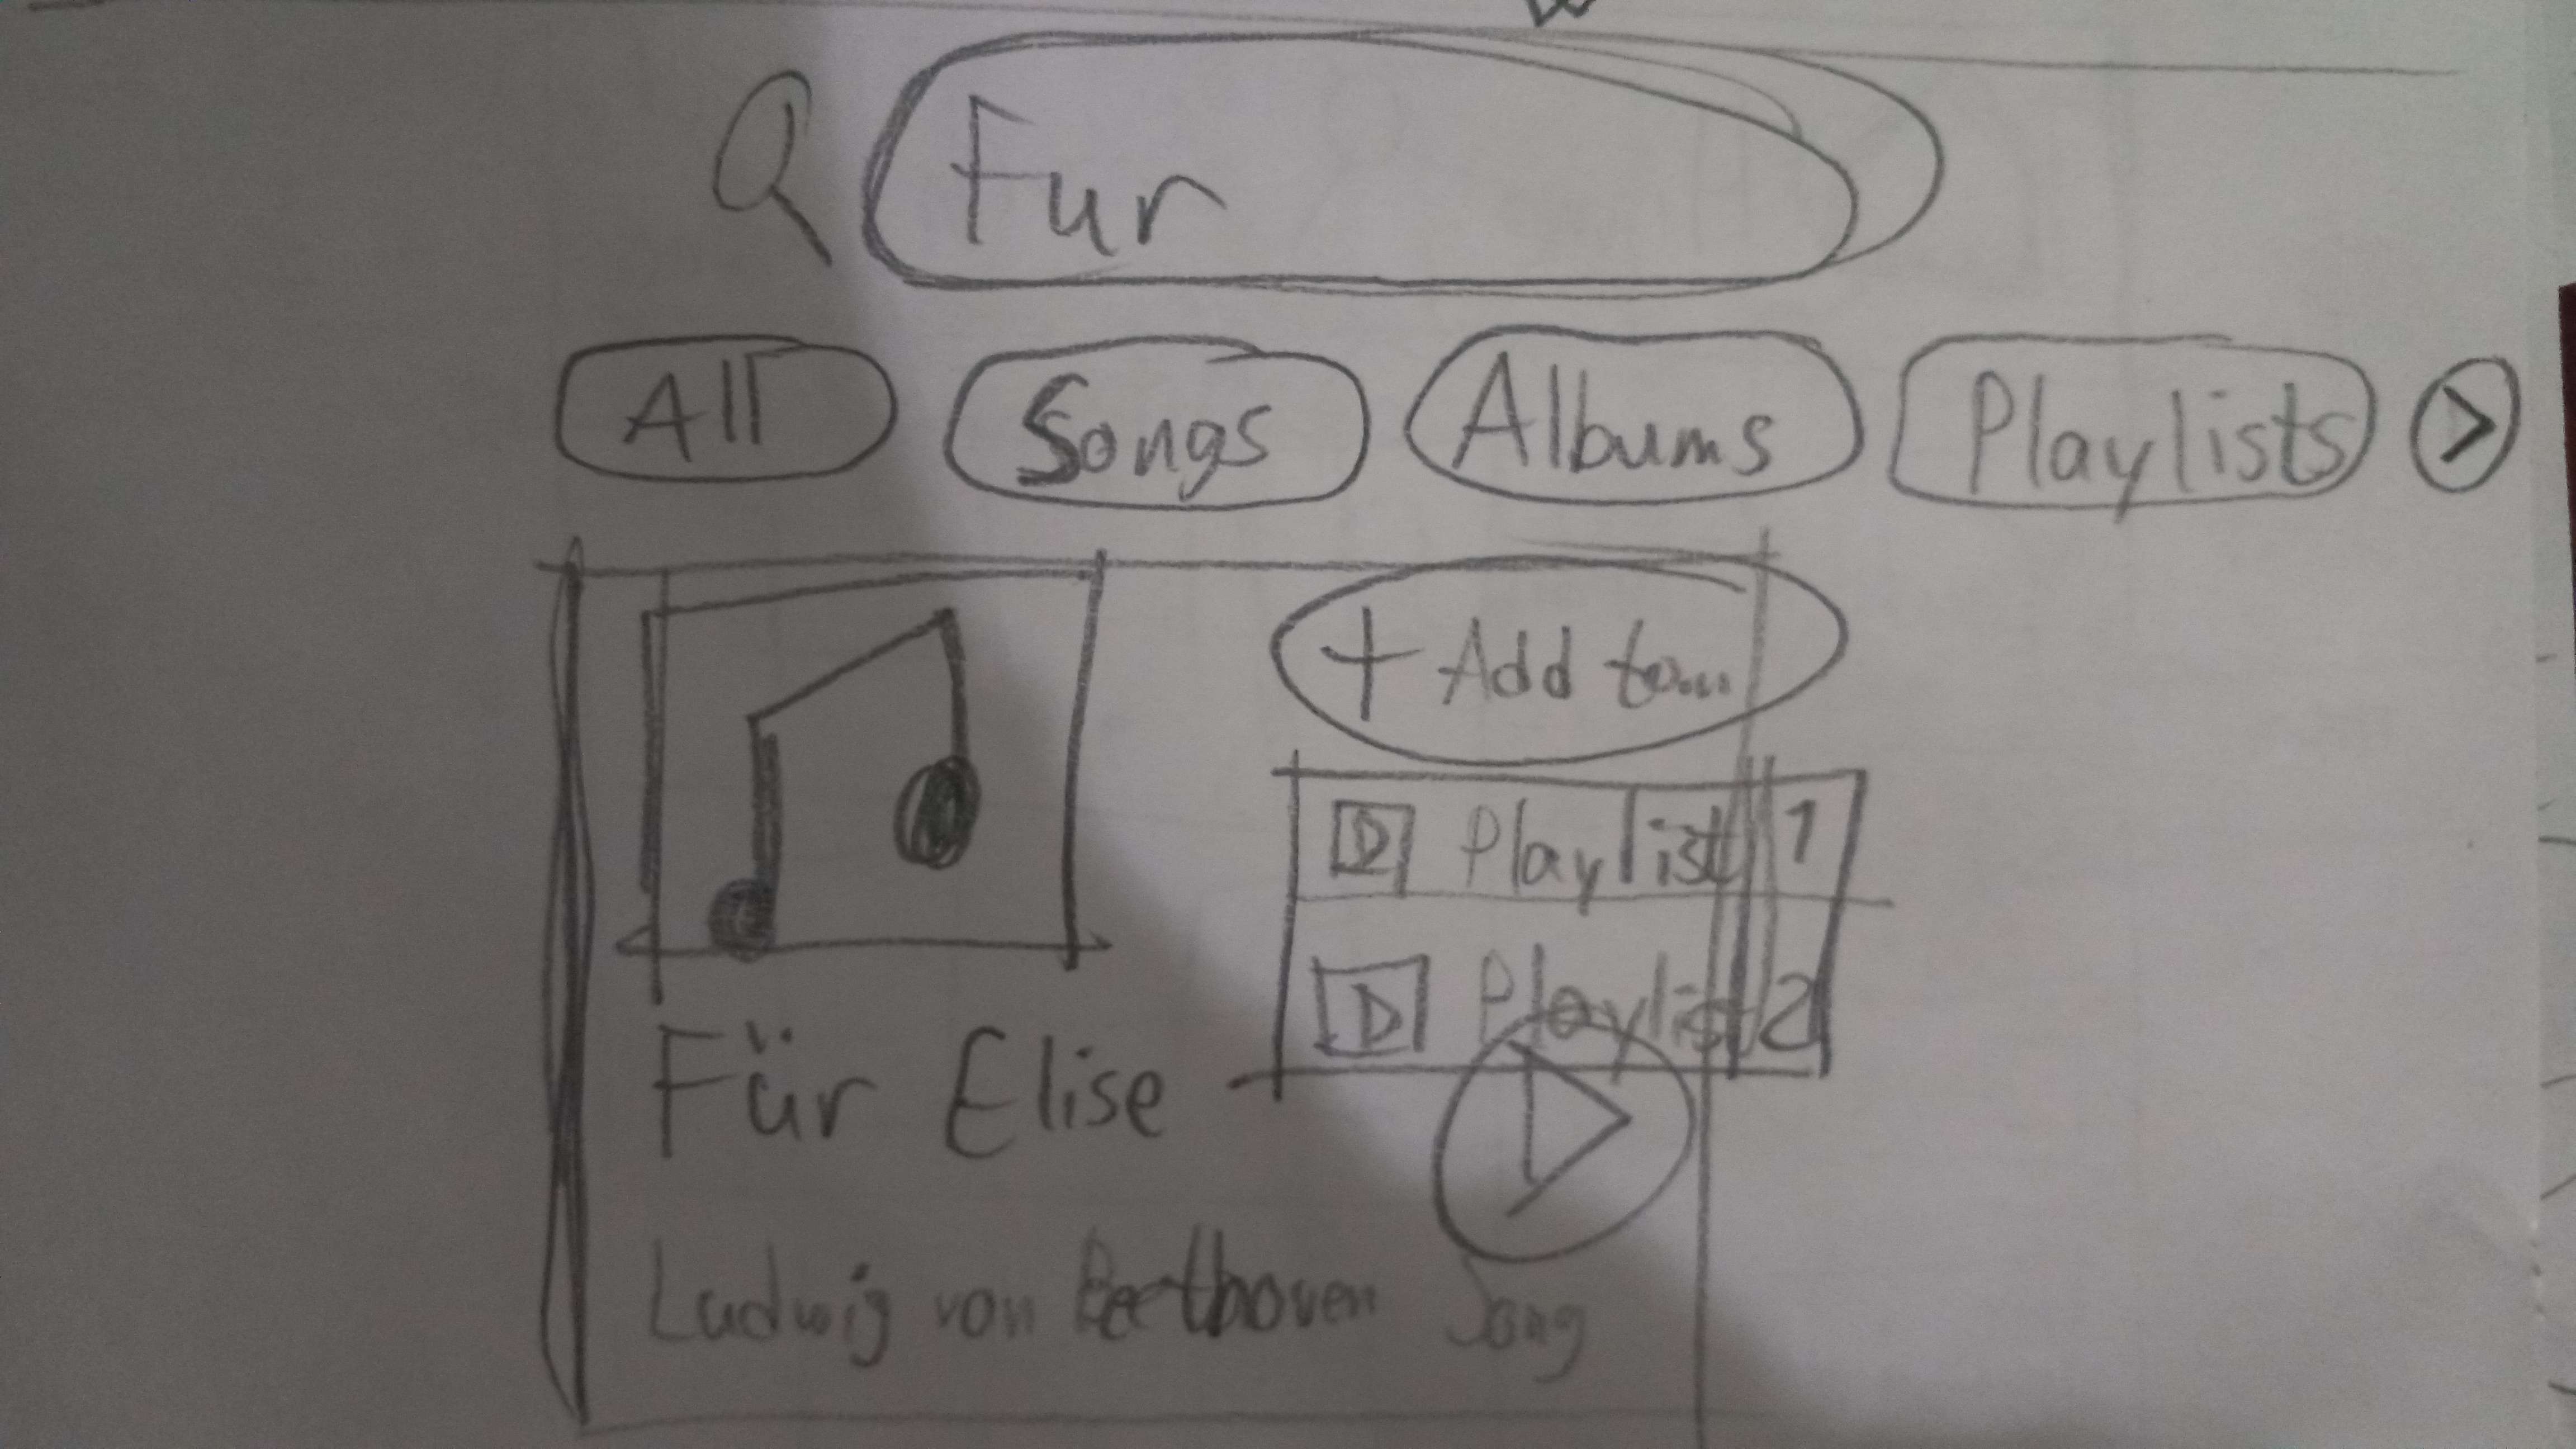 Fur
All Songs Albums Playlists >
+ Add to...
Playlist 1
Playlist 2
Für Elise
Ludwig von Beethoven Song